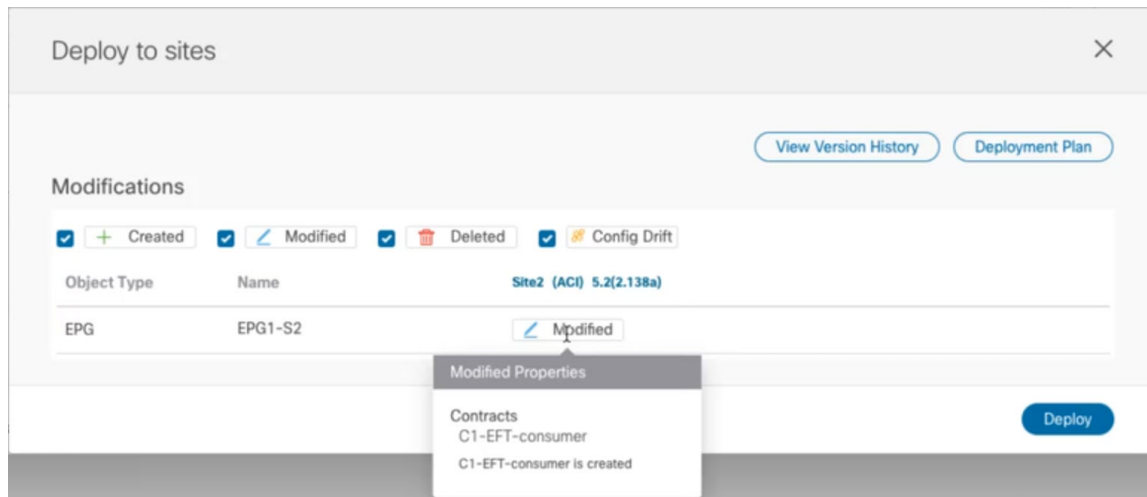 Deploy to sites
View Version History Deployment Plan
Modifications
Created Modified Deleted Config Drift
Object Type Name Site2 (ACI) 5.2(2.138a)
EPG EPG1-S2 Modified
Modified Properties
Contracts
C1-EFT-consumer
C1-EFT-consumer is created
Deploy